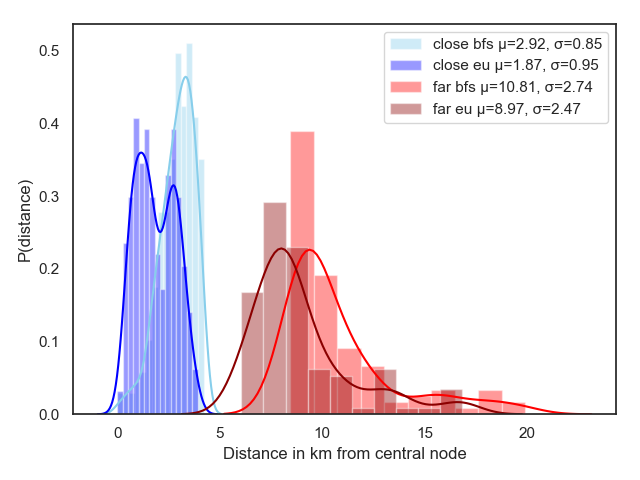 close bfs μ=2.92, σ=0.85
close eu μ=1.87, σ=0.95
far bfs μ=10.81, σ=2.74
far eu μ=8.97, σ=2.47
P(distance)
0.5
0.4
0.3
0.2
0.1
0.0
0 5 10 15 20
Distance in km from central node